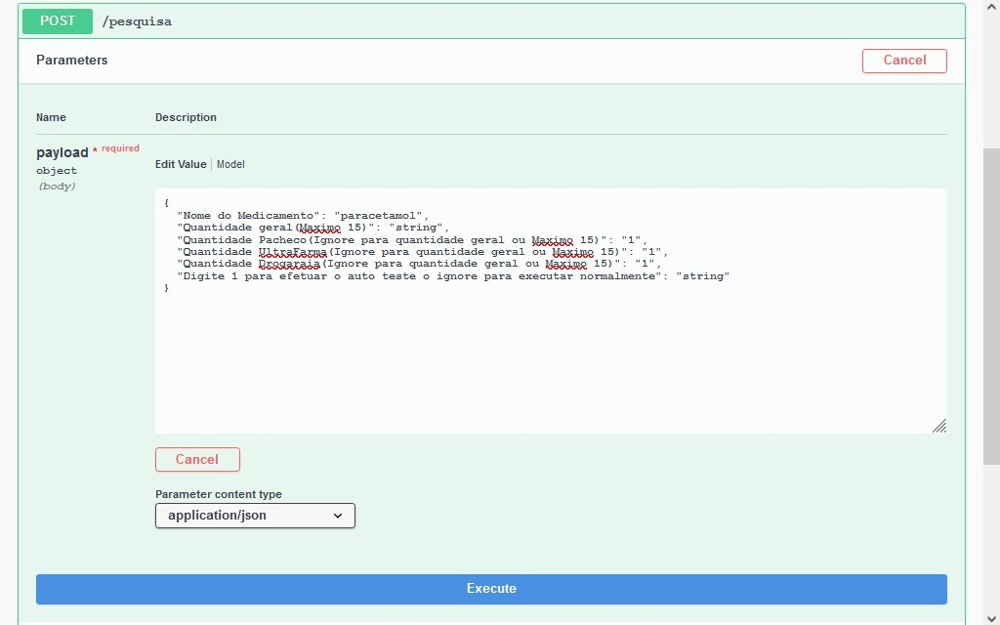 POST /pesquisa
Parameters
Cancel
Name Description
payload * required
object
(body)
Edit Value Model
{
"Nome do Medicamento": "paracetamol",
"Quantidade geral(Maximo 15)": "string",
"Quantidade Pacheco(Ignore para quantidade geral ou Maximo 15)": "1",
"Quantidade UltraFarma(Ignore para quantidade geral ou Maximo 15)": "1",
"Quantidade Drogaraia(Ignore para quantidade geral ou Maximo 15)": "1",
"Digite 1 para efetuar o auto teste o ignore para executar normalmente": "string"
}
Cancel
Parameter content type
application/json
Execute